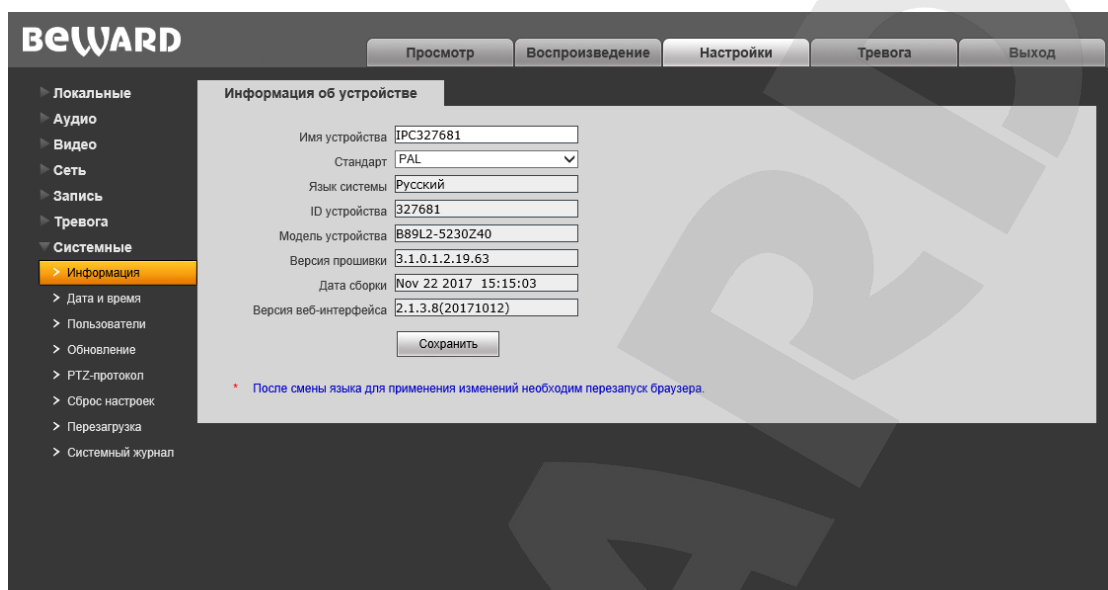 BEWARD
Просмотр Воспроизведение Настройки Тревога Выход
Локальные
Аудио
Видео
Сеть
Запись
Тревога
Системные
Информация
Дата и время
Пользователи
Обновление
PTZ-протокол
Сброс настроек
Перезагрузка
Системный журнал
Информация об устройстве
Имя устройства IPC327681
Стандарт PAL
Язык системы Русский
ID устройства 327681
Модель устройства B89L2-5230Z40
Версия прошивки 3.1.0.1.2.19.63
Дата сборки Nov 22 2017 15:15:03
Версия веб-интерфейса 2.1.3.8(20171012)
Сохранить
* После смены языка для применения изменений необходим перезапуск браузера.